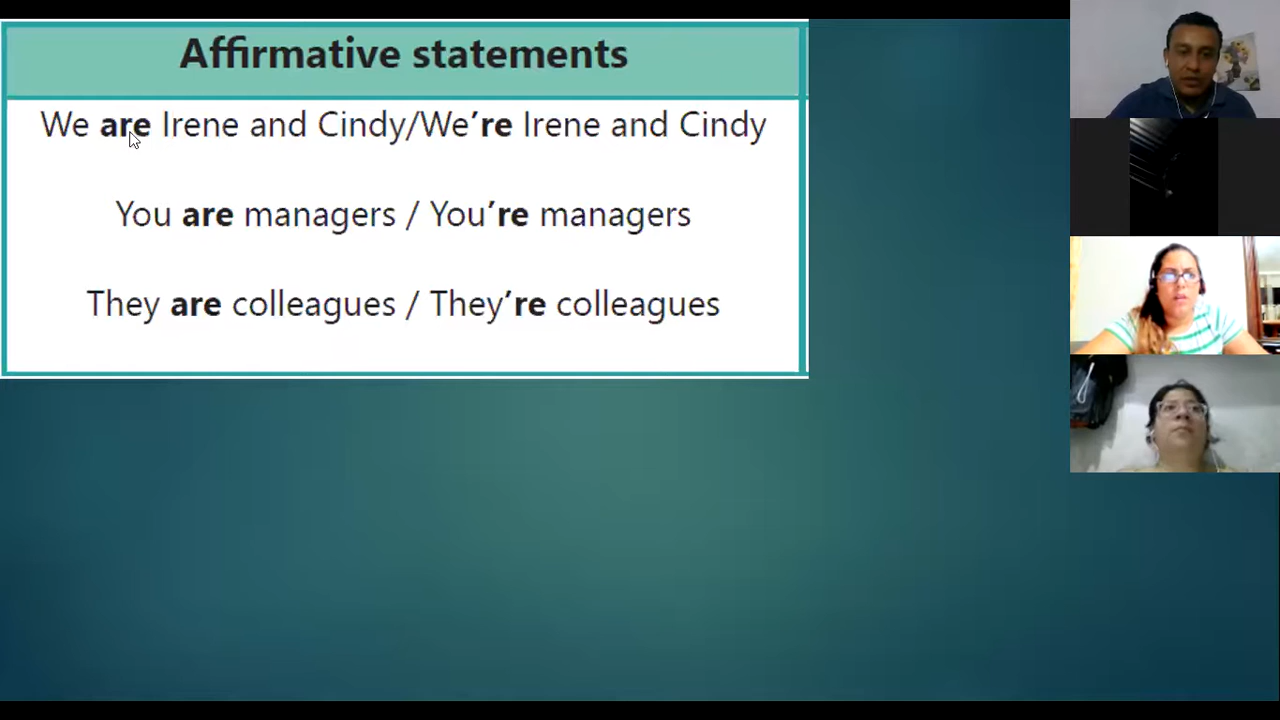 Affirmative statements
We are Irene and Cindy/We’re Irene and Cindy
You are managers / You’re managers
They are colleagues / They’re colleagues